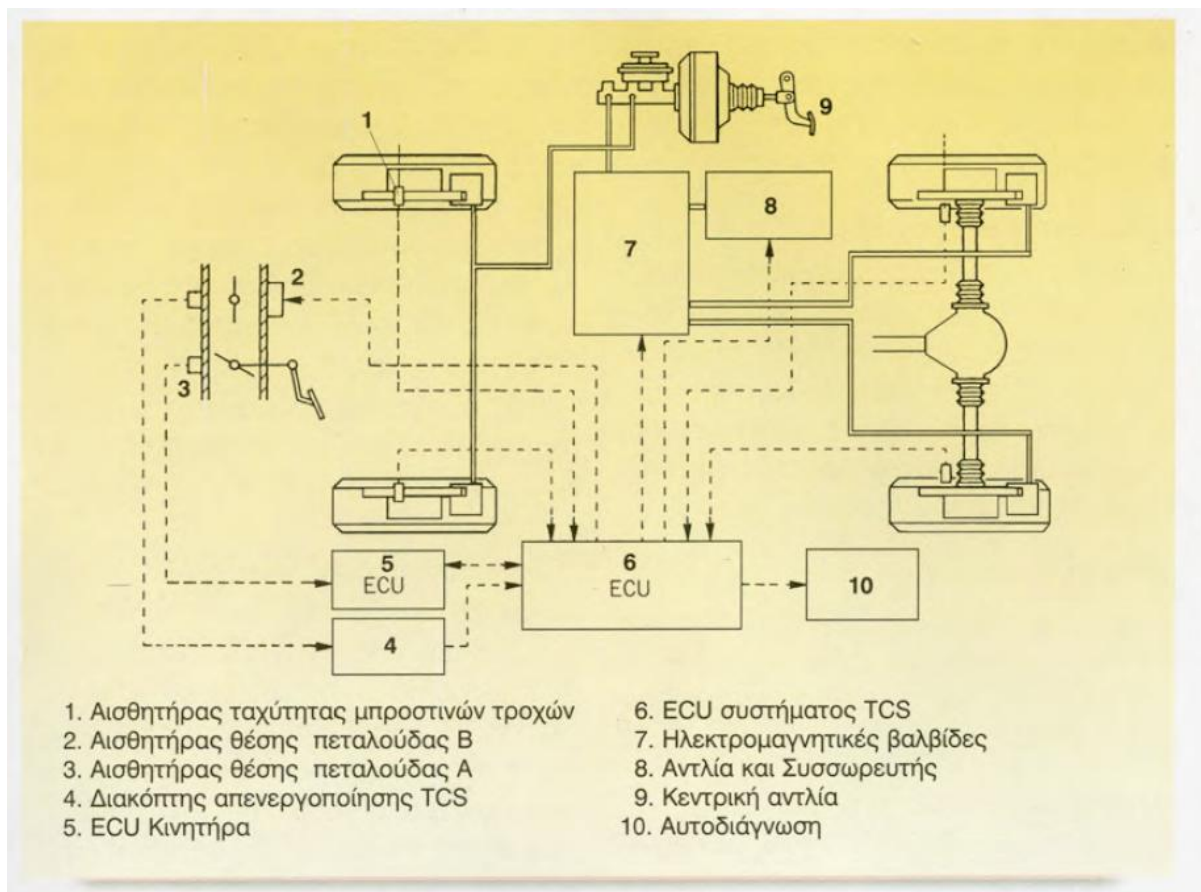 1
9
8
7
2
3
5
ECU
6
ECU
10
4
1. Αισθητήρας ταχύτητας μπροστινών τροχών
2. Αισθητήρας θέσης πεταλούδας Β
3. Αισθητήρας θέσης πεταλούδας Α
4. Διακόπτης απενεργοποίησης TCS
5. ECU Κινητήρα
6. ECU συστήματος TCS
7. Ηλεκτρομαγνητικές βαλβίδες
8. Αντλία και Συσσωρευτής
9. Κεντρική αντλία
10. Αυτοδιάγνωση